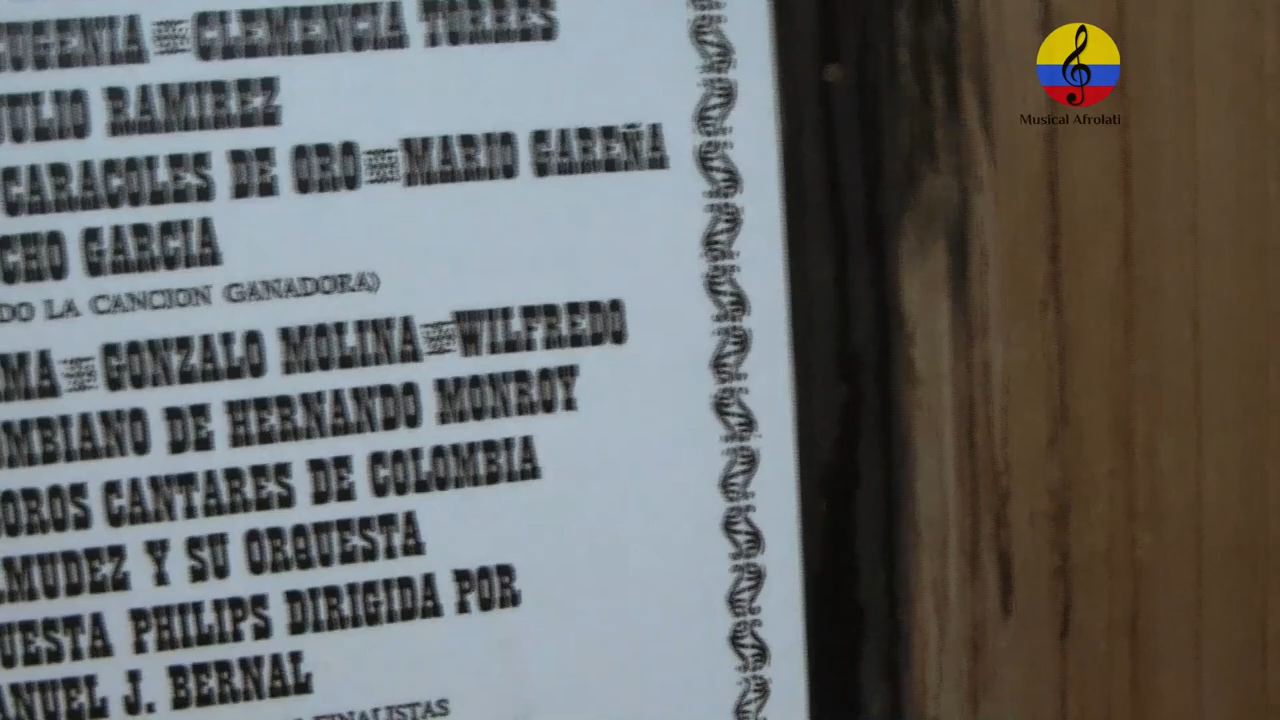 EUGENIA = CLEMENCIA TORRES
JULIO RAMIREZ
CARACOLES DE ORO = MARIO GAREÑA
CHO GARCIA
DO LA CANCION GANADORA)
MA = GONZALO MOLINA = WILFREDO
OMBIANO DE HERNANDO MONROY
OROS CANTARES DE COLOMBIA
RMUDEZ Y SU ORQUESTA
UESTA PHILIPS DIRIGIDA POR
ANUEL J. BERNAL
FINALISTAS
Musical Afrolati